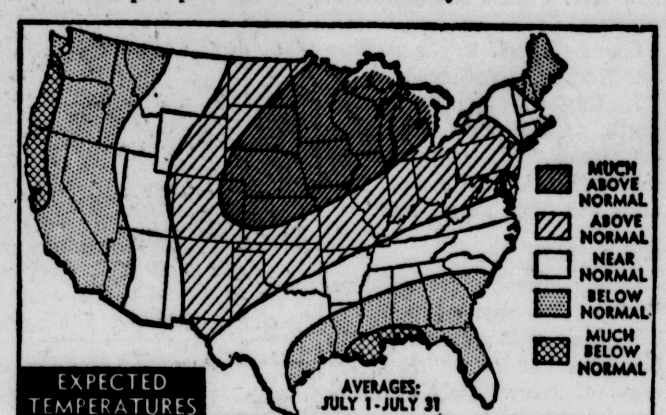 MUCH
ABOVE
NORMAL
ABOVE
NORMAL
NEAR
NORMAL
BELOW
NORMAL
MUCH
BELOW
NORMAL
EXPECTED
TEMPERATURES
AVERAGES:
JULY 1 - JULY 31